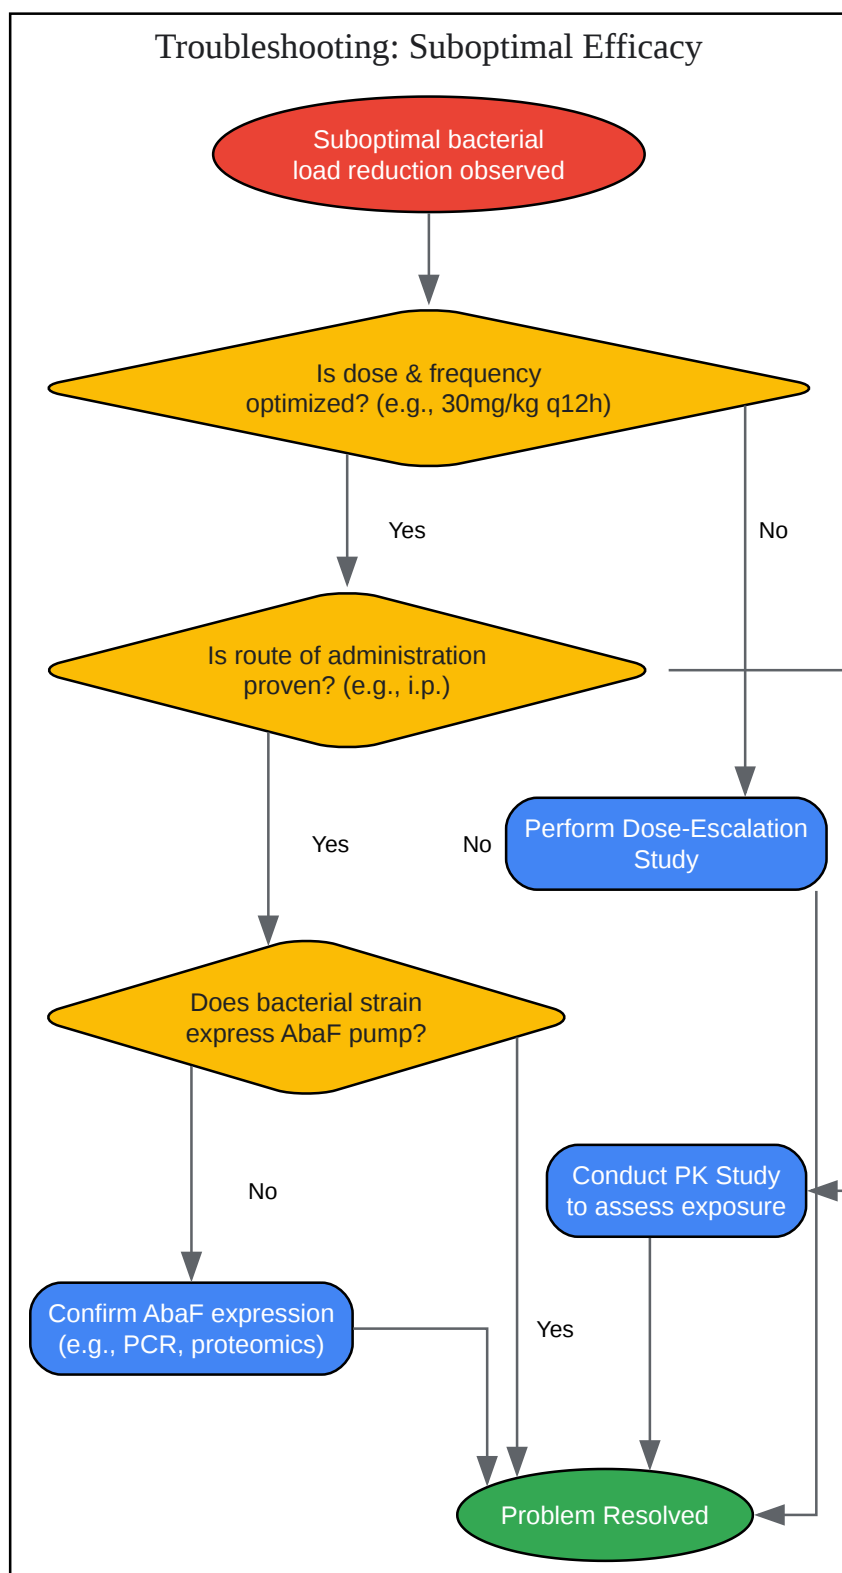 Troubleshooting: Suboptimal Efficacy
Suboptimal bacterial
load reduction observed
Is dose & frequency
optimized? (e.g., 30mg/kg q12h)
Yes
No
Is route of administration
proven? (e.g., i.p.)
Yes
No
Perform Dose-Escalation
Study
Does bacterial strain
express AbaF pump?
No
Conduct PK Study
to assess exposure
Confirm AbaF expression
(e.g., PCR, proteomics)
Yes
Problem Resolved